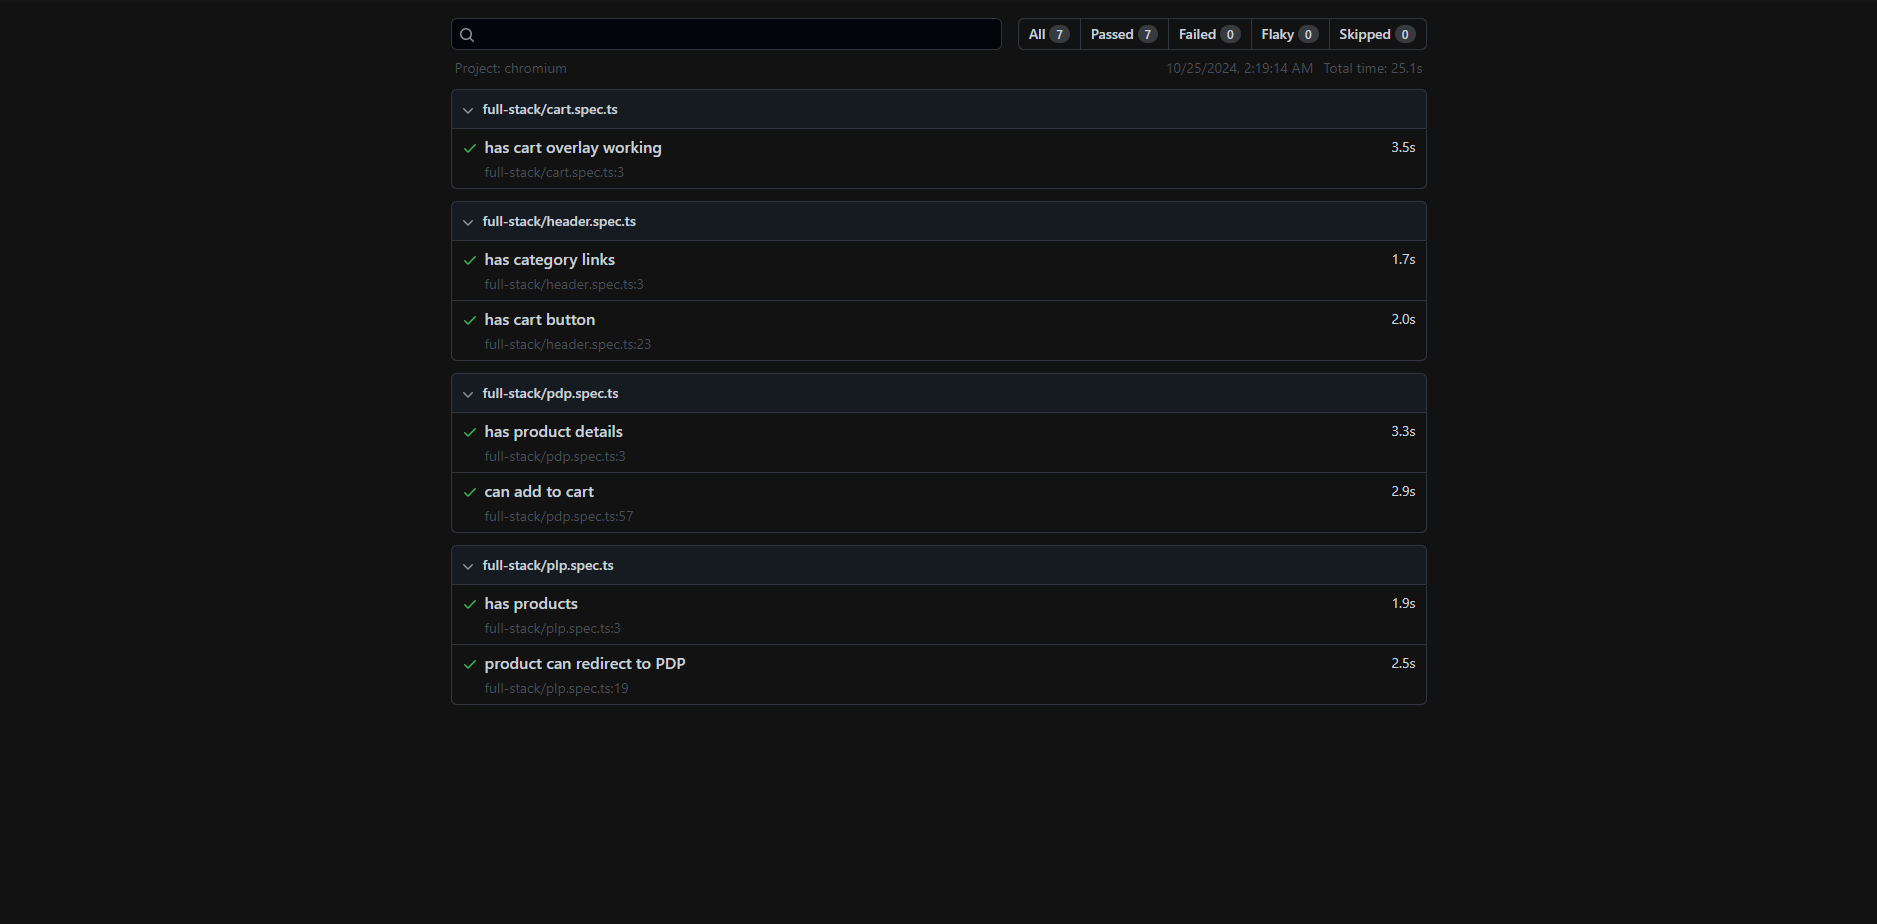 All 7 Passed 7 Failed 0 Flaky 0 Skipped 0
Project: chromium 10/25/2024, 2:19:14 AM Total time: 25.1s
full-stack/cart.spec.ts
has cart overlay working 3.5s
full-stack/cart.spec.ts:3
full-stack/header.spec.ts
has category links 1.7s
full-stack/header.spec.ts:3
has cart button 2.0s
full-stack/header.spec.ts:23
full-stack/pdp.spec.ts
has product details 3.3s
full-stack/pdp.spec.ts:3
can add to cart 2.9s
full-stack/pdp.spec.ts:57
full-stack/plp.spec.ts
has products 1.9s
full-stack/plp.spec.ts:3
product can redirect to PDP 2.5s
full-stack/plp.spec.ts:19